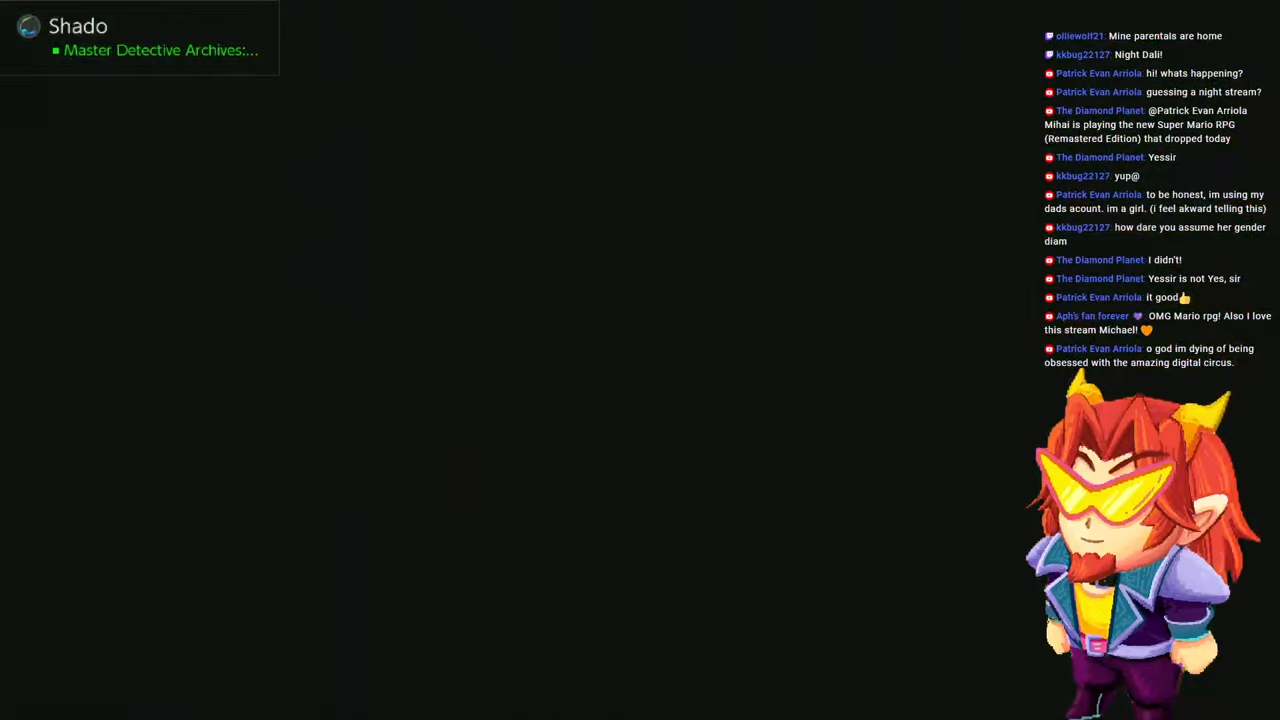 Shado
Master Detective Archives:...
olliewolf21: Mine parentals are home
kkbug22127: Night Dali!
Patrick Evan Arriola: hi! whats happening?
Patrick Evan Arriola: guessing a night stream?
The Diamond Planet: @Patrick Evan Arriola
Mihai is playing the new Super Mario RPG
(Remastered Edition) that dropped today
The Diamond Planet: Yessir
kkbug22127: yup@
Patrick Evan Arriola: to be honest, im using my
dads acount. im a girl. (i feel akward telling this)
kkbug22127: how dare you assume her gender
diam
The Diamond Planet: I didn't!
The Diamond Planet: Yessir is not Yes, sir
Patrick Evan Arriola: it good👍
Aph's fan forever 💜: OMG Mario rpg! Also I love
this stream Michael! 🧡
Patrick Evan Arriola: o god im dying of being
obsessed with the amazing digital circus.